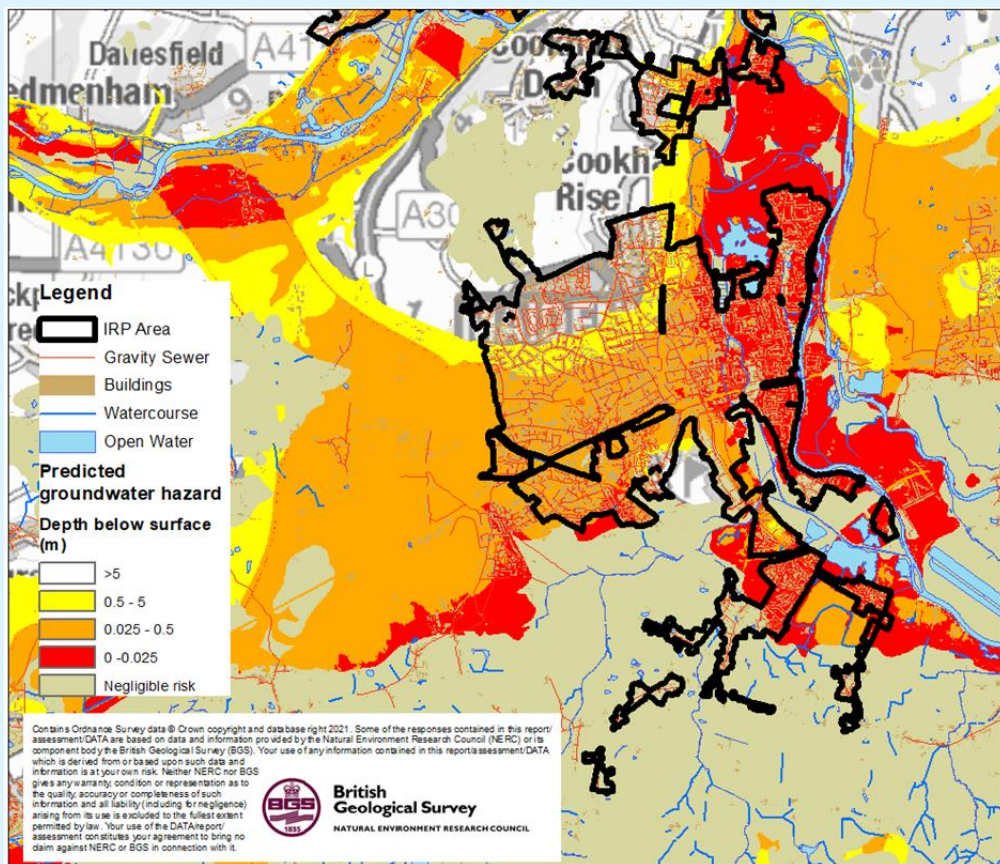 Danesfield
A41
edmenham
Cookh
D
Cookh
Rise
A30
A4130
L
Legend
IRP Area
Gravity Sewer
Buildings
Watercourse
Open Water
Predicted
groundwater hazard
Depth below surface
(m)
>5
0.5 - 5
0.025 - 0.5
0 -0.025
Negligible risk
Contains Ordnance Survey data © Crown copyright and database right 2021. Some of the responses contained in this report/
assessment/DATA are based on data and information provided by the Natural Environment Research Council (NERC) or its
component body the British Geological Survey (BGS). Your use of any information contained in this report/assessment/DATA
which is derived from or based upon such data and
information is at your own risk. Neither NERC nor BGS
gives any warranty, condition or representation as to
the quality, accuracy or completeness of such
information and all liability (including for negligence)
arising from its use is excluded to the fullest extent
permitted by law. Your use of the DATA/report/
assessment constitutes your agreement to bring no
claim against NERC or BGS in connection with it.
BGS
1835
British
Geological Survey
NATURAL ENVIRONMENT RESEARCH COUNCIL